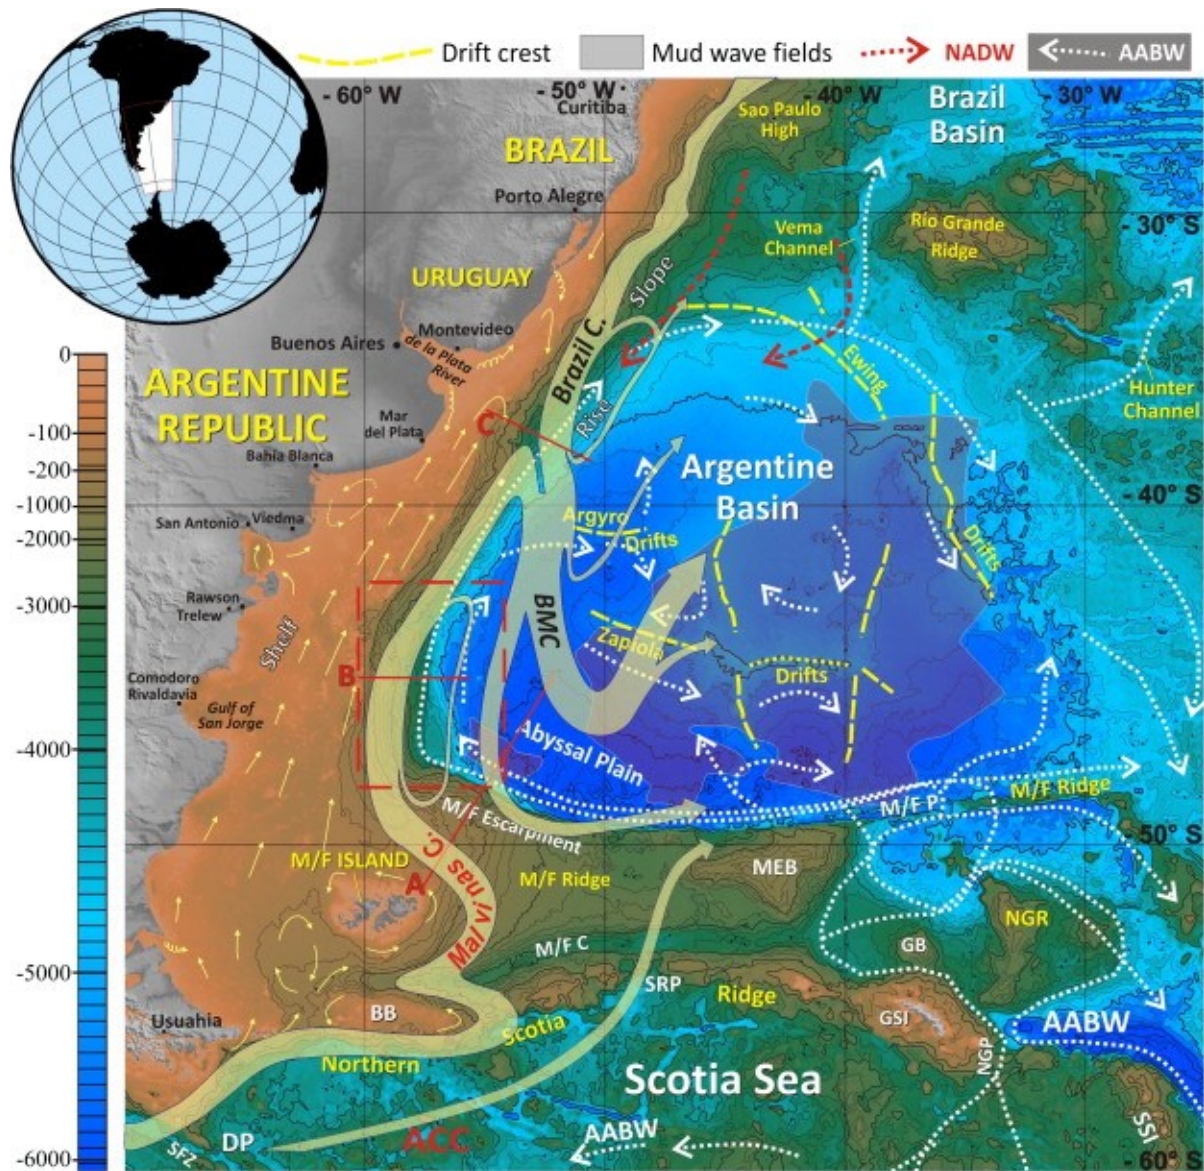 Drift crest
Mud wave fields
NADW
AABW
- 60° W
- 50° W
- 40° W
- 30° W
Curitiba
Sao Paulo
High
Brazil
Basin
BRAZIL
Porto Alegre
- 30° S
Vema
Channel
Rio Grande
Ridge
URUGUAY
Slope
Montevideo
Buenos Aires
de la Plata
River
Brazil C.
Ewing
Hunter
Channel
ARGENTINE
REPUBLIC
Mar
del Plata
Bahia Blanca
C
Rise
Argentine
Basin
- 40° S
San Antonio
Viedma
Argyro
Drifts
Drifts
Rawson
Trelew
Shelf
BMC
Zapiola
Drifts
Comodoro
Rivaldavia
Gulf of
San Jorge
B
Abyssal Plain
M/F Escarpment
M/F P
M/F Ridge
- 50° S
M/F ISLAND
A
Malvinas C.
M/F Ridge
MEB
NGR
M/F C
GB
SRP
Ridge
GSI
Usuahia
BB
Scotia
Northern
NGP
AABW
Scotia Sea
SSI
DP
ACC
AABW
SFZ
- 60° S
0
-100
-200
-1000
-2000
-3000
-4000
-5000
-6000